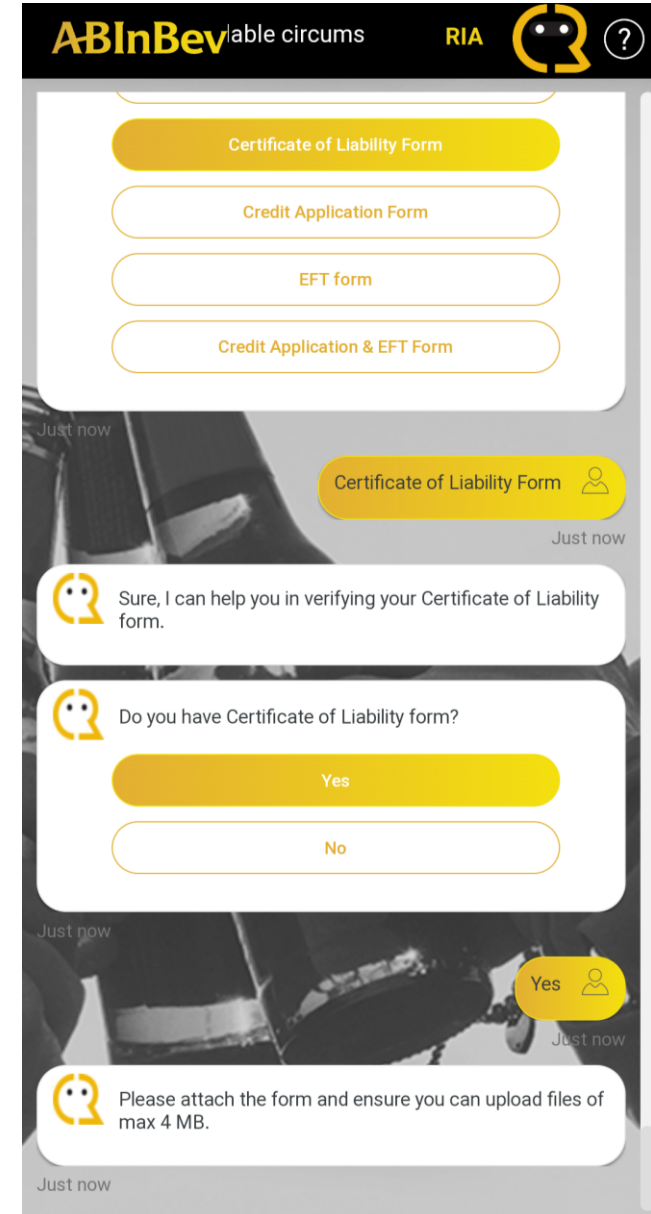 ABInBev
lable circums
RIA
?
Certificate of Liability Form
Credit Application Form
EFT form
Credit Application & EFT Form
Just now
Certificate of Liability Form
Just now
Sure, I can help you in verifying your Certificate of Liability
form.
Do you have Certificate of Liability form?
Yes
No
Just now
Yes
Just now
Please attach the form and ensure you can upload files of
max 4 MB.
Just now